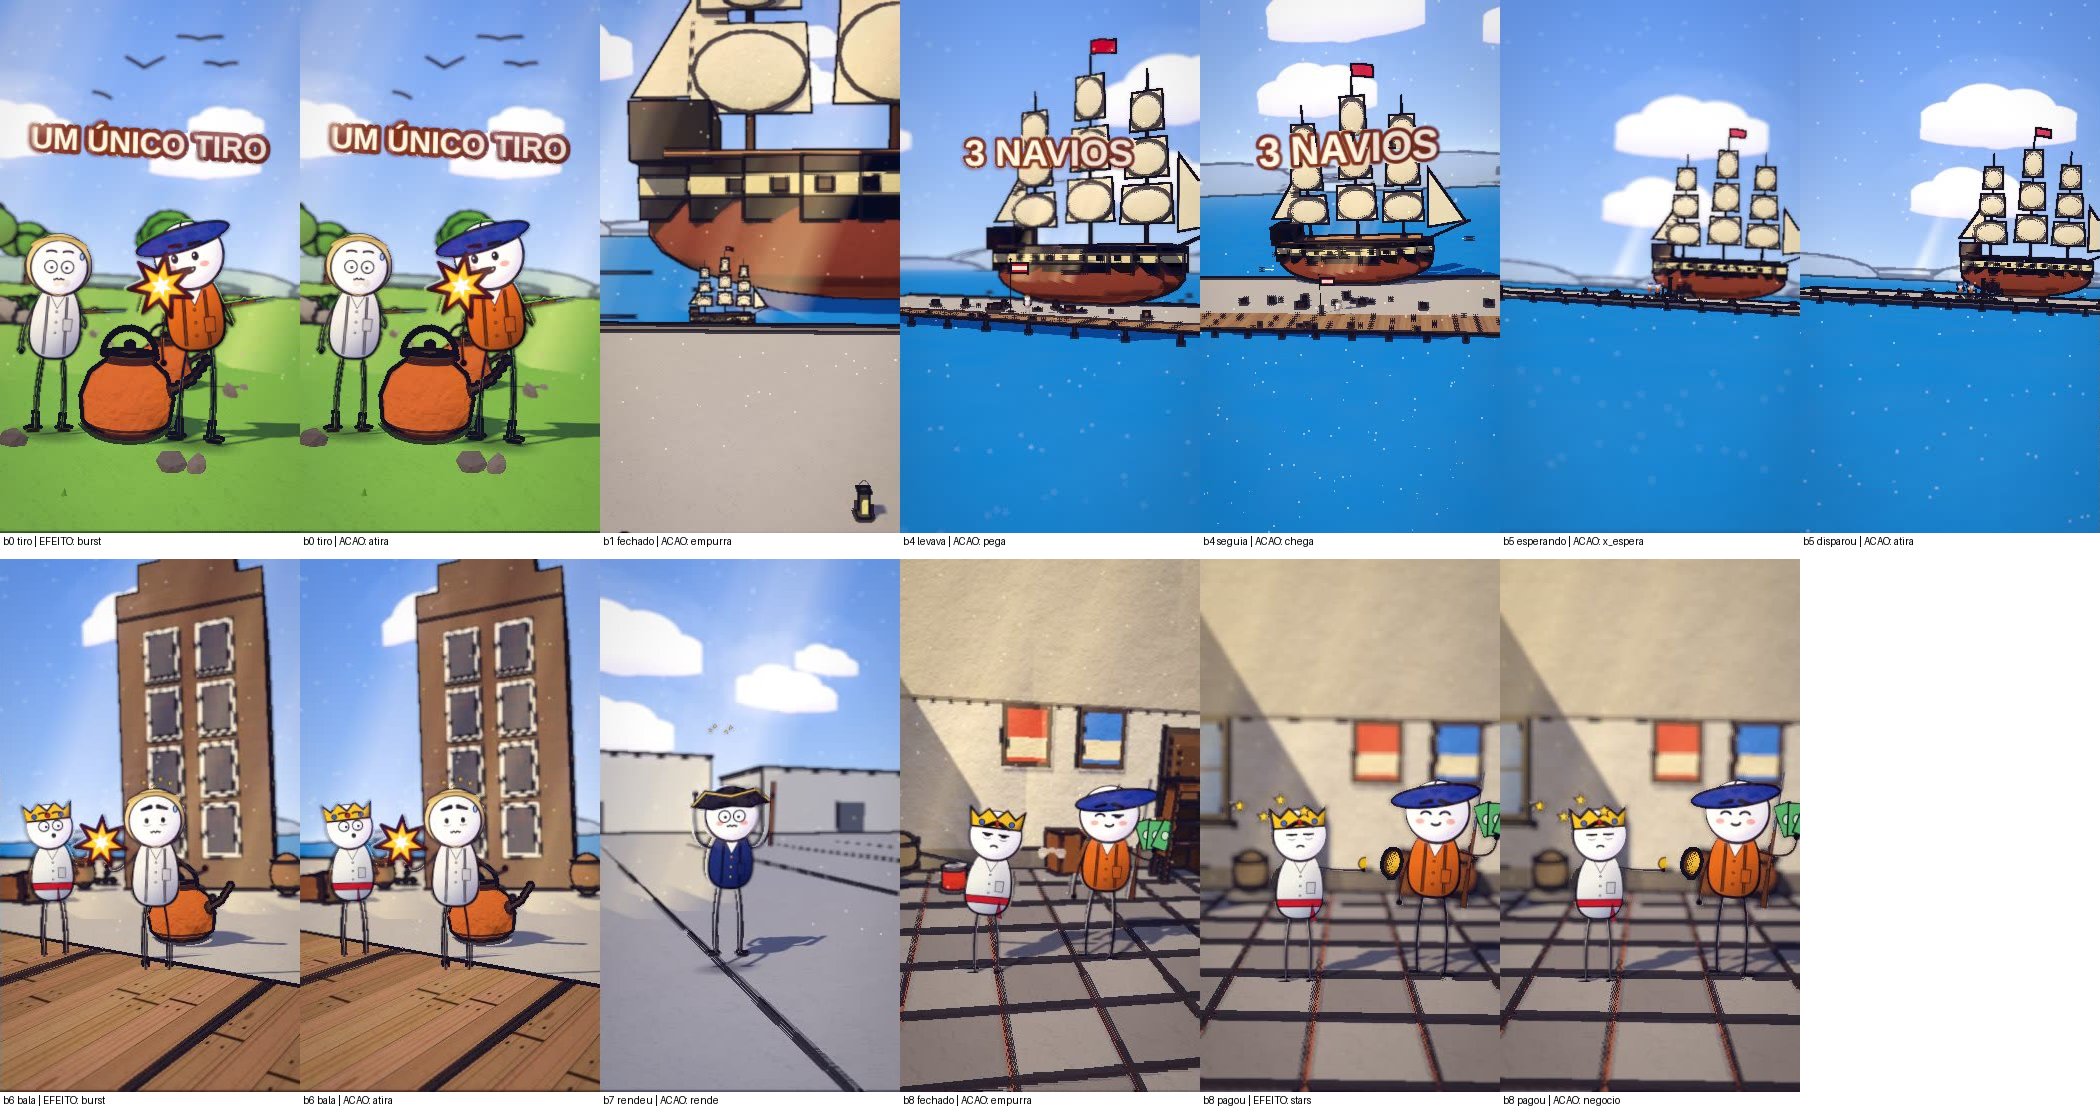 UM ÚNICO TIRO
UM ÚNICO TIRO
3 NAVIOS
3 NAVIOS
b0 tiro | EFEITO: burst
b0 tiro | ACAO: atira
b1 fechado | ACAO: empurra
b4 levava | ACAO: pega
b4 seguia | ACAO: chega
b5 esperando | ACAO: x_espera
b5 disparou | ACAO: atira
b6 bala | EFEITO: burst
b6 bala | ACAO: atira
b7 rendeu | ACAO: rende
b8 fechado | ACAO: empurra
b8 pagou | EFEITO: stars
b8 pagou | ACAO: negocio